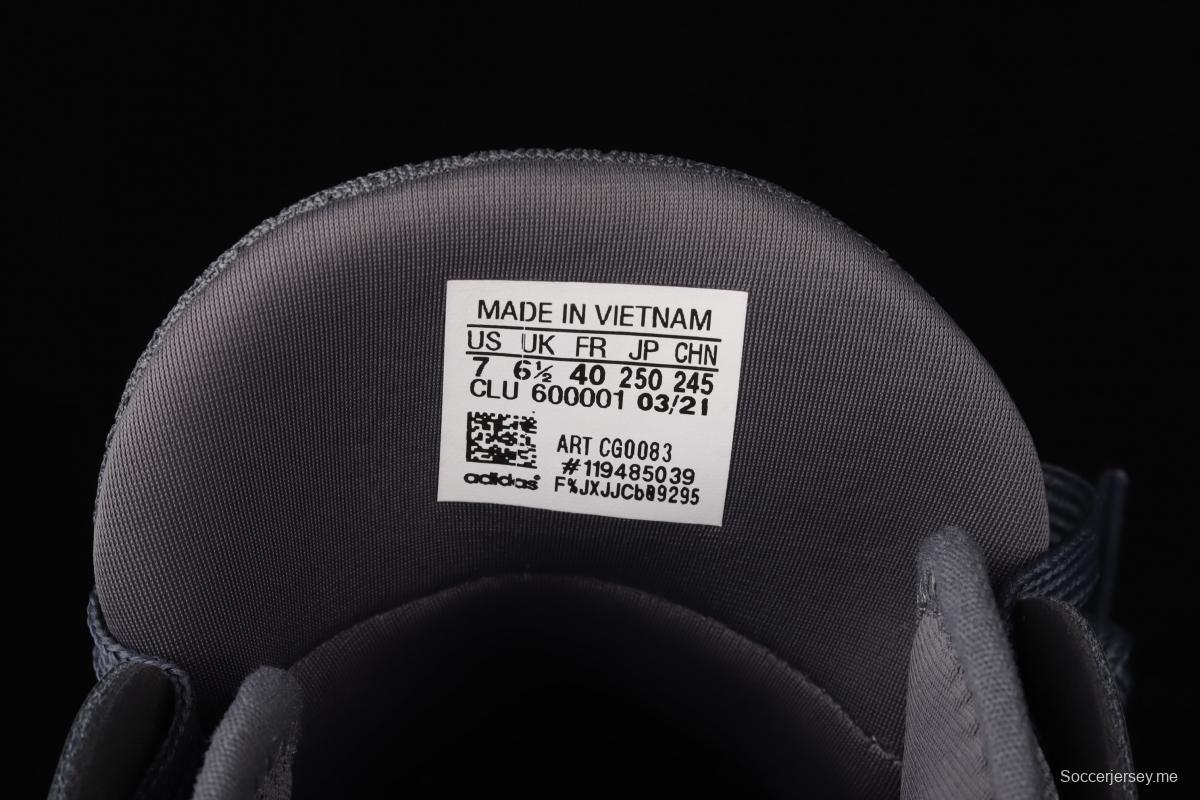 MADE IN VIETNAM
US UK FR JP CHN
7 6½ 40 250 245
CLU 600001 03/21
ART CG0083
#119485039
adidas® F%JXJJCb09295
Soccerjersey.me